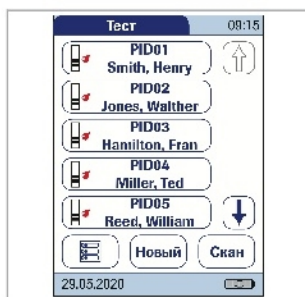 Тест 09:15
PID01
Smith, Henry
PID02
Jones, Walther
PID03
Hamilton, Fran
PID04
Miller, Ted
PID05
Reed, William
Новый Скан
29.05.2020